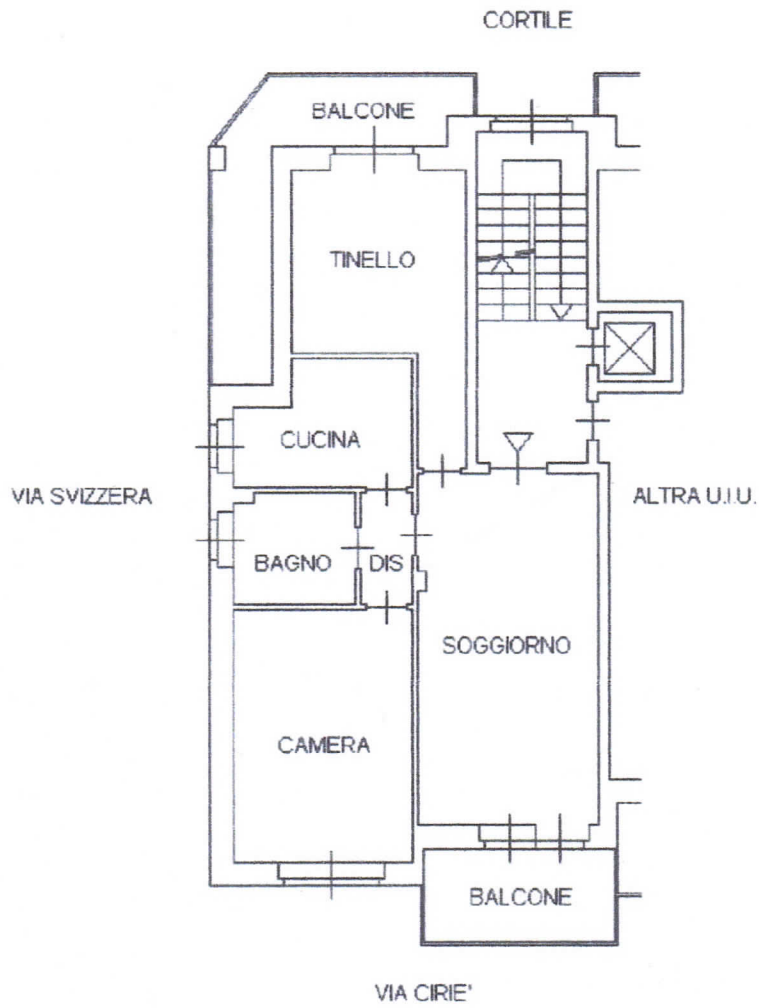 CORTILE
BALCONE
TINELLO
CUCINA
VIA SVIZZERA
ALTRA U.I.U.
BAGNO
DIS
SOGGIORNO
CAMERA
BALCONE
VIA CIRIE'